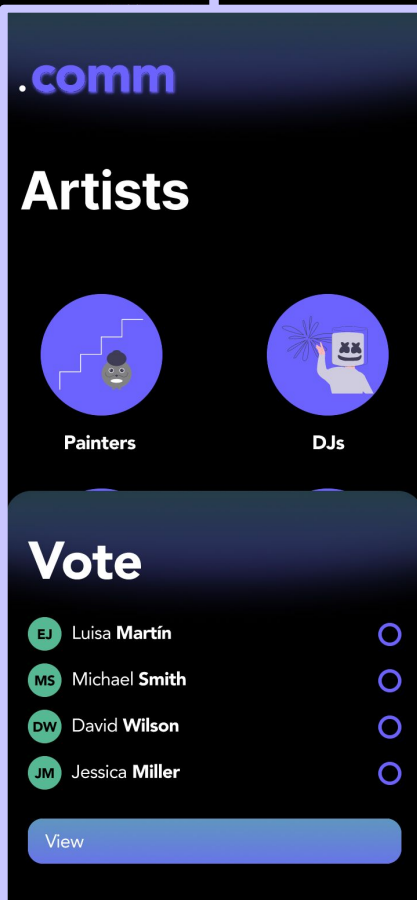 .comm
Artists
Painters
DJs
Vote
EJ Luisa Martín
MS Michael Smith
DW David Wilson
JM Jessica Miller
View